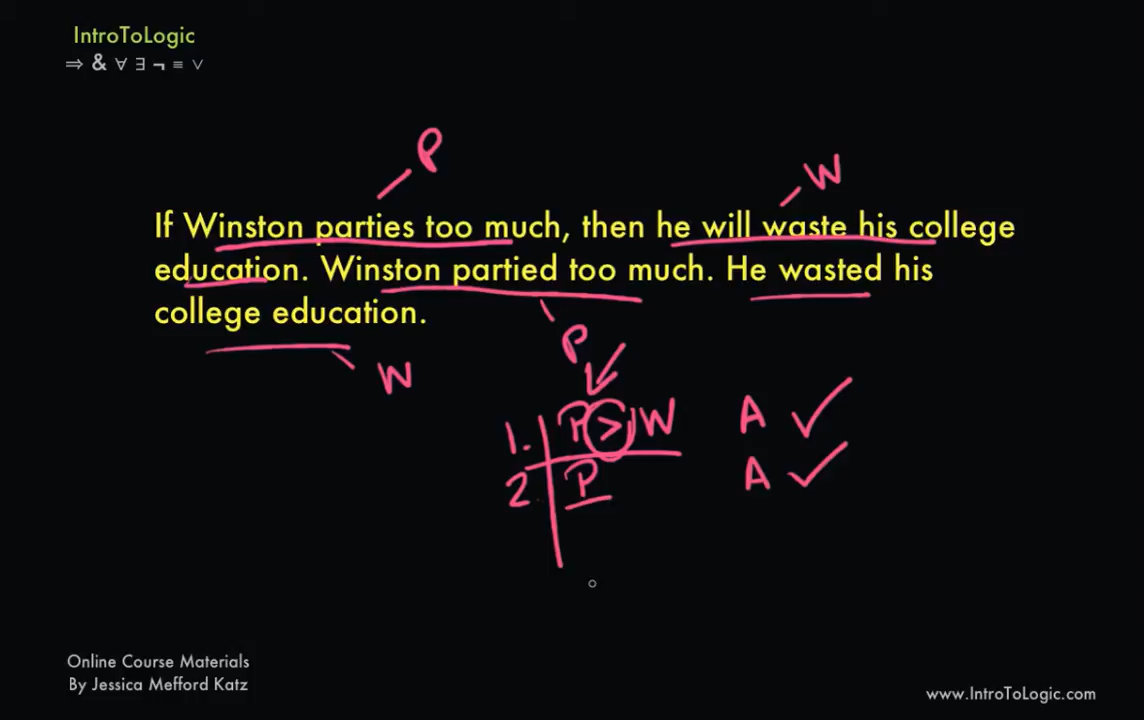 IntroToLogic
⇒ & ∀ ∃ ¬ ≡ ∨
P
W
If Winston parties too much, then he will waste his college
education. Winston partied too much. He wasted his
college education.
P
W
1. P > W A ✓
2. P A ✓
Online Course Materials
By Jessica Mefford Katz
www.IntroToLogic.com